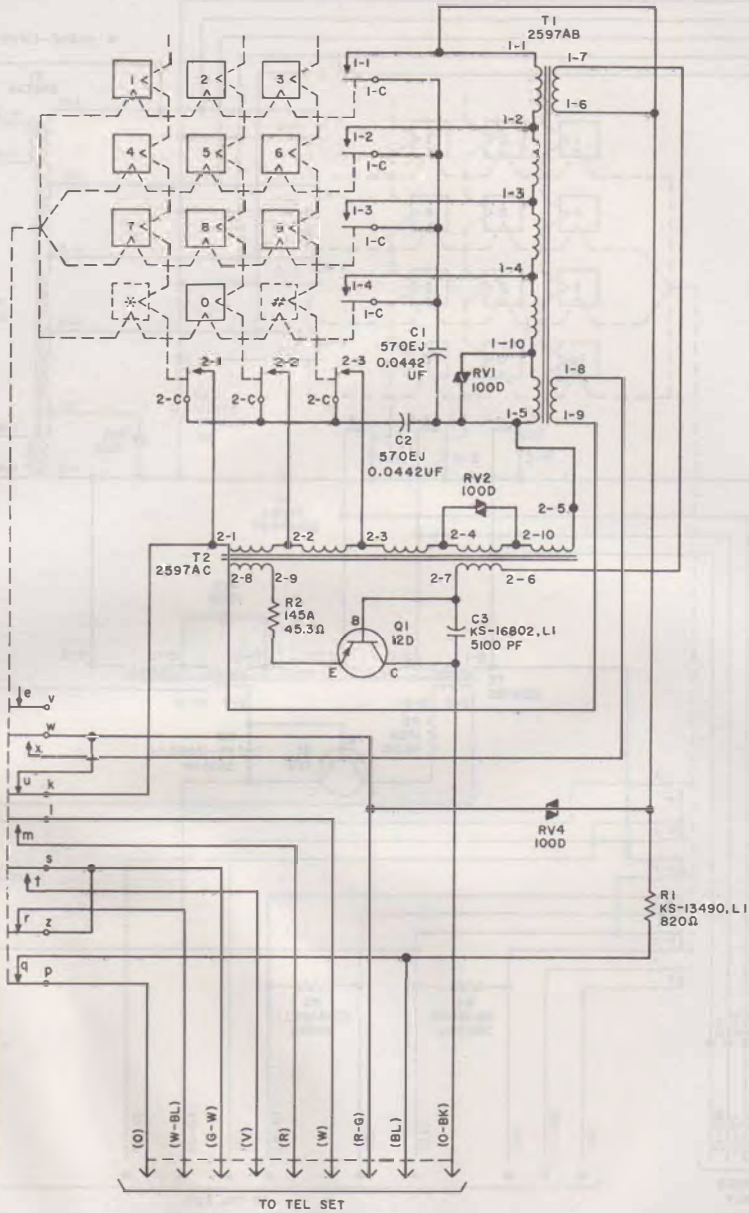 T1
2597AB
1-1
1-7
1-1
1 2 3
1-C
1-6
1-2
1-2
4 5 6
1-C
1-3
1-3
7 8 9
1-C
1-4
1-4
* 0 #
1-C
C1
570EJ
0.0442
UF
1-10
RV1
100D
1-8
2-1 2-2 2-3
2-C 2-C 2-C
1-5
1-9
C2
570EJ
0.0442UF
RV2
100D
2-5
2-1 2-2 2-3 2-4 2-10
T2
2597AC
2-8 2-9 2-7 2-6
R2
145A
45.3Ω
B
Q1
12D
E C
C3
KS-16802,L1
5100 PF
e
v
w
x
u k
l
m
s
t
r z
q p
RV4
100D
R1
KS-13490,L1
820Ω
(O) (W-BL) (G-W) (V) (R) (W) (R-G) (BL) (O-BK)
TO TEL SET